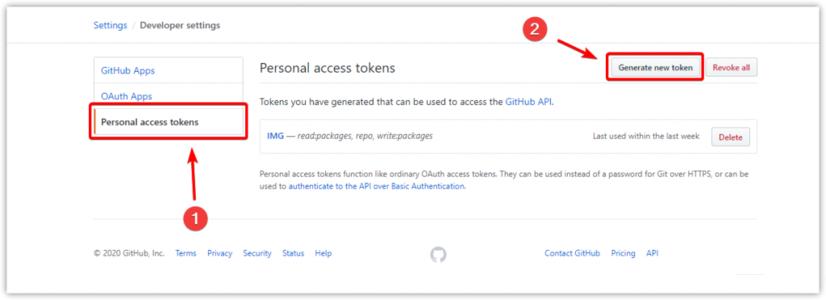 Settings / Developer settings
2
GitHub Apps
Personal access tokens
Generate new token
Revoke all
OAuth Apps
Tokens you have generated that can be used to access the GitHub API.
Personal access tokens
IMG — read:packages, repo, write:packages
Last used within the last week
Delete
Personal access tokens function like ordinary OAuth access tokens. They can be used instead of a password for Git over HTTPS, or can be
used to authenticate to the API over Basic Authentication.
1
© 2020 GitHub, Inc. Terms Privacy Security Status Help
Contact GitHub Pricing API